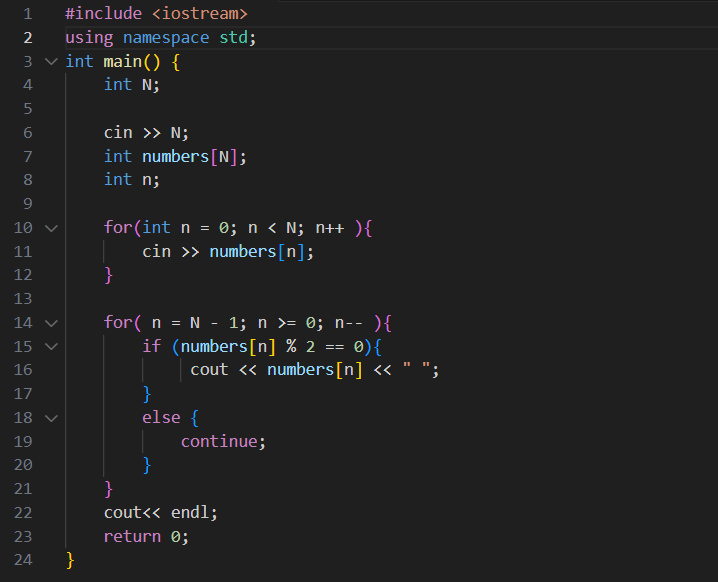 1 #include <iostream>
2 using namespace std;
3 int main() {
4     int N;
5
6     cin >> N;
7     int numbers[N];
8     int n;
9
10     for(int n = 0; n < N; n++ ){
11         cin >> numbers[n];
12     }
13
14     for( n = N - 1; n >= 0; n-- ){
15         if (numbers[n] % 2 == 0){
16              cout << numbers[n] << " ";
17         }
18         else {
19             continue;
20         }
21     }
22     cout<< endl;
23     return 0;
24 }